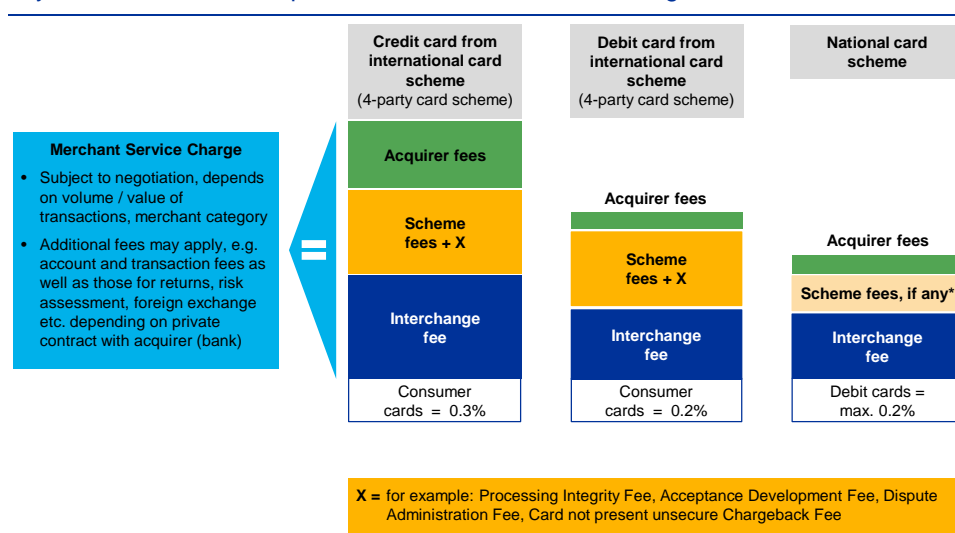 Credit card from
international card
scheme
(4-party card scheme)
Debit card from
international card
scheme
(4-party card scheme)
National card
scheme
Merchant Service Charge
• Subject to negotiation, depends
on volume / value of
transactions, merchant category
• Additional fees may apply, e.g.
account and transaction fees as
well as those for returns, risk
assessment, foreign exchange
etc. depending on private
contract with acquirer (bank)
=
Acquirer fees
Scheme
fees + X
Interchange
fee
Consumer
cards = 0.3%
Acquirer fees
Scheme
fees + X
Interchange
fee
Consumer
cards = 0.2%
Acquirer fees
Scheme fees, if any*
Interchange
fee
Debit cards =
max. 0.2%
X = for example: Processing Integrity Fee, Acceptance Development Fee, Dispute
Administration Fee, Card not present unsecure Chargeback Fee